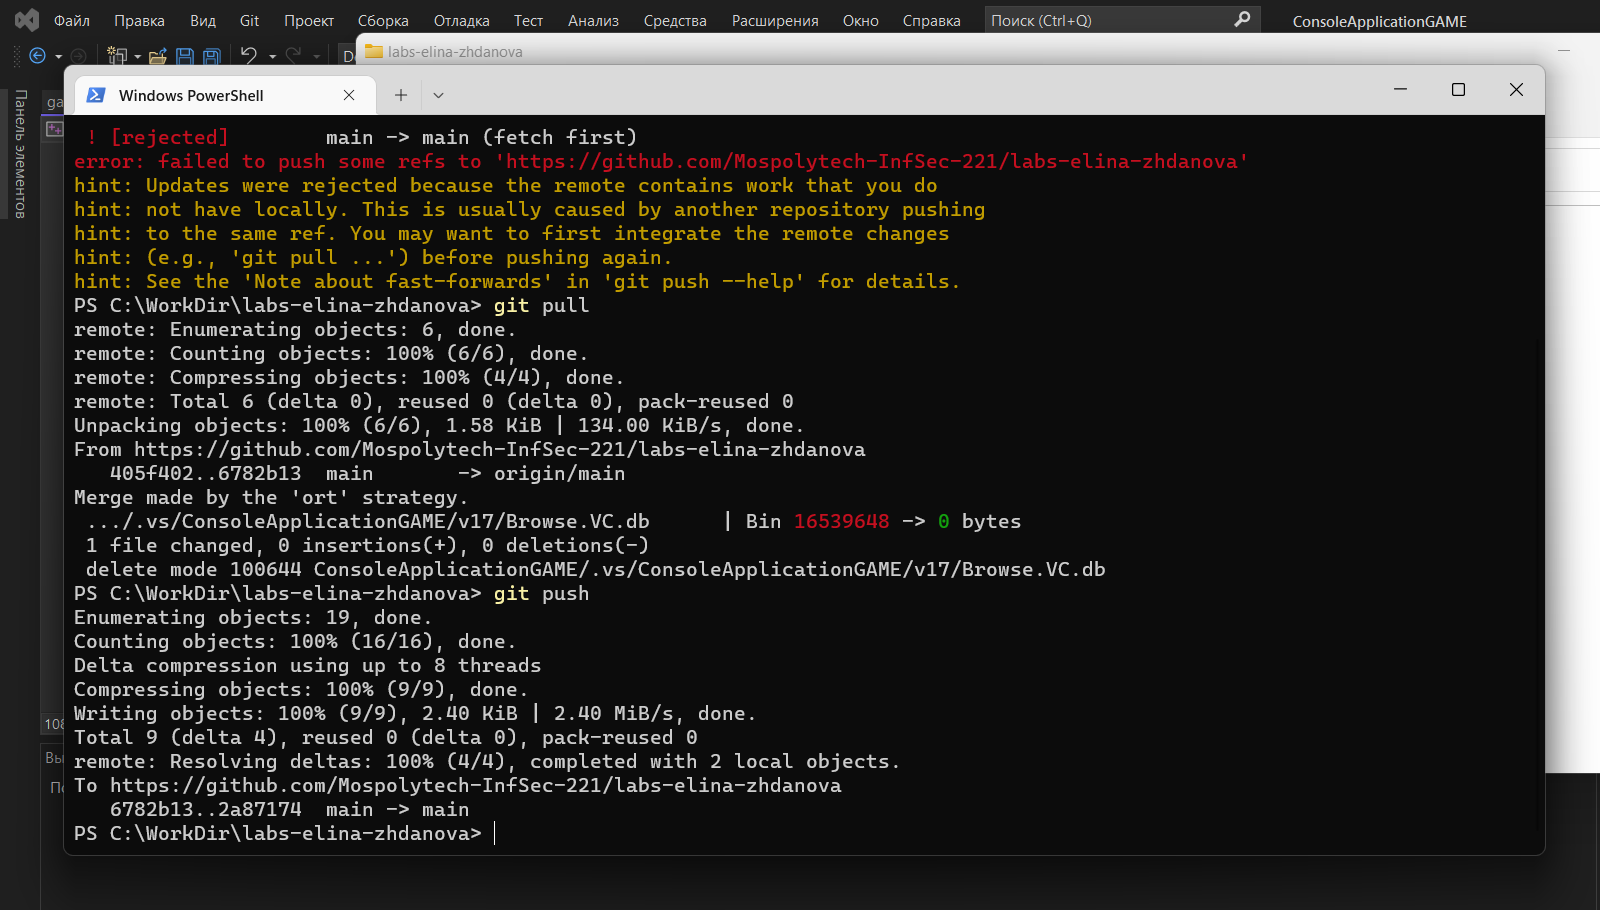 Файл Правка Вид Git Проект Сборка Отладка Тест Анализ Средства Расширения Окно Справка Поиск (Ctrl+Q) ConsoleApplicationGAME
labs-elina-zhdanova
Панель элементов
Windows PowerShell
! [rejected]        main -> main (fetch first)
error: failed to push some refs to 'https://github.com/Mospolytech-InfSec-221/labs-elina-zhdanova'
hint: Updates were rejected because the remote contains work that you do
hint: not have locally. This is usually caused by another repository pushing
hint: to the same ref. You may want to first integrate the remote changes
hint: (e.g., 'git pull ...') before pushing again.
hint: See the 'Note about fast-forwards' in 'git push --help' for details.
PS C:\WorkDir\labs-elina-zhdanova> git pull
remote: Enumerating objects: 6, done.
remote: Counting objects: 100% (6/6), done.
remote: Compressing objects: 100% (4/4), done.
remote: Total 6 (delta 0), reused 0 (delta 0), pack-reused 0
Unpacking objects: 100% (6/6), 1.58 KiB | 134.00 KiB/s, done.
From https://github.com/Mospolytech-InfSec-221/labs-elina-zhdanova
   405f402..6782b13  main       -> origin/main
Merge made by the 'ort' strategy.
 .../.vs/ConsoleApplicationGAME/v17/Browse.VC.db      | Bin 16539648 -> 0 bytes
 1 file changed, 0 insertions(+), 0 deletions(-)
 delete mode 100644 ConsoleApplicationGAME/.vs/ConsoleApplicationGAME/v17/Browse.VC.db
PS C:\WorkDir\labs-elina-zhdanova> git push
Enumerating objects: 19, done.
Counting objects: 100% (16/16), done.
Delta compression using up to 8 threads
Compressing objects: 100% (9/9), done.
Writing objects: 100% (9/9), 2.40 KiB | 2.40 MiB/s, done.
Total 9 (delta 4), reused 0 (delta 0), pack-reused 0
remote: Resolving deltas: 100% (4/4), completed with 2 local objects.
To https://github.com/Mospolytech-InfSec-221/labs-elina-zhdanova
   6782b13..2a87174  main -> main
PS C:\WorkDir\labs-elina-zhdanova>